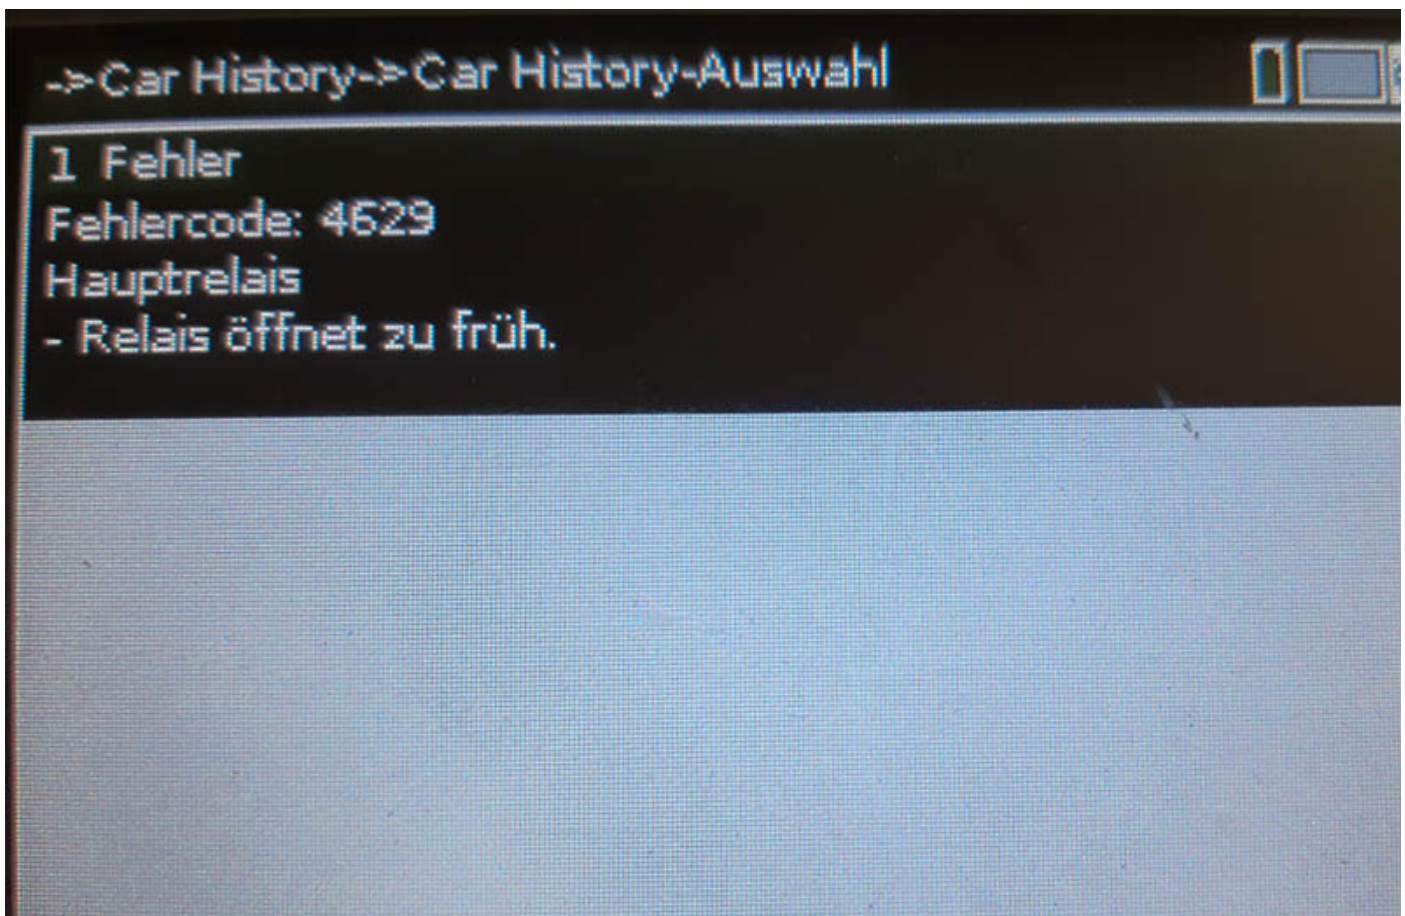 ->Car History->Car History-Auswahl
1 Fehler
Fehlercode: 4629
Hauptrelais
- Relais öffnet zu früh.